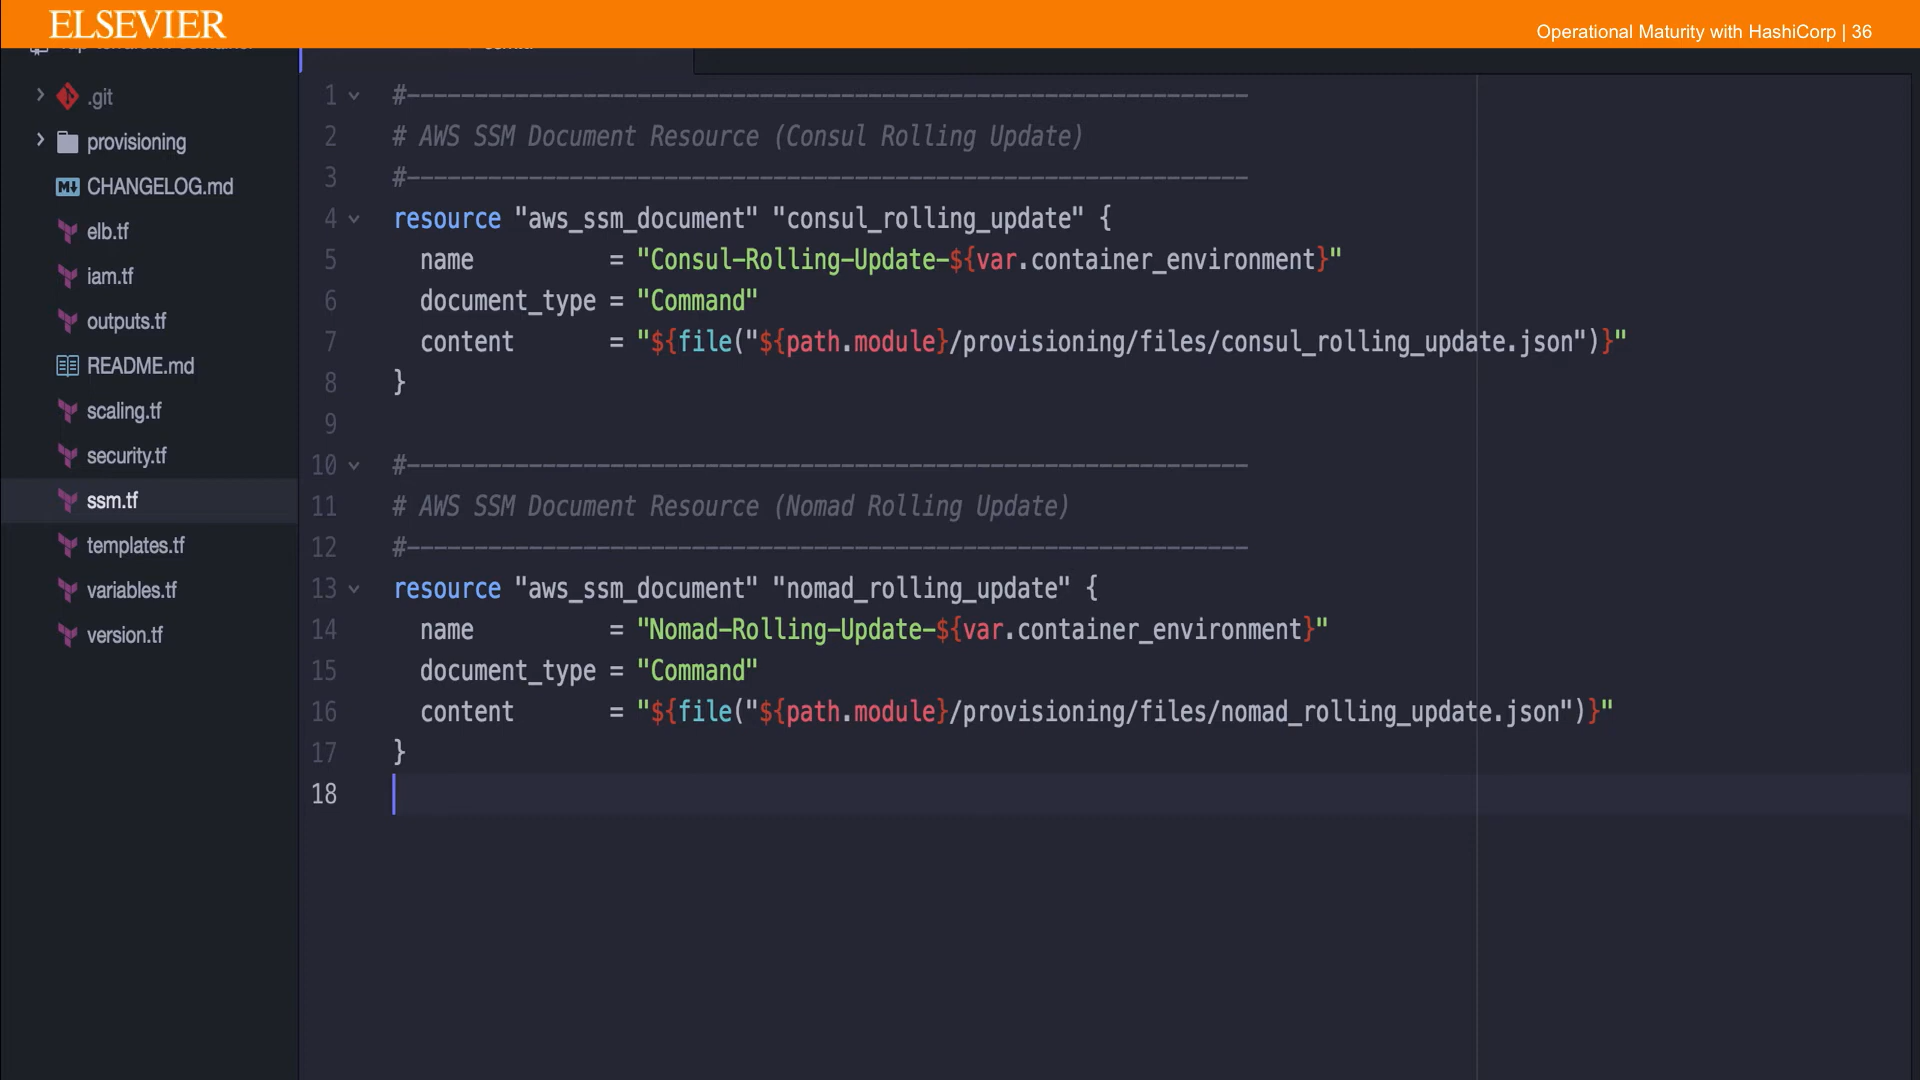 ELSEVIER
Operational Maturity with HashiCorp | 36
.git
provisioning
CHANGELOG.md
elb.tf
iam.tf
outputs.tf
README.md
scaling.tf
security.tf
ssm.tf
templates.tf
variables.tf
version.tf
1 #---------------------------------------------------------------
2 # AWS SSM Document Resource (Consul Rolling Update)
3 #---------------------------------------------------------------
4 resource "aws_ssm_document" "consul_rolling_update" {
5   name          = "Consul-Rolling-Update-${var.container_environment}"
6   document_type = "Command"
7   content       = "${file("${path.module}/provisioning/files/consul_rolling_update.json")}"
8 }
9
10 #---------------------------------------------------------------
11 # AWS SSM Document Resource (Nomad Rolling Update)
12 #---------------------------------------------------------------
13 resource "aws_ssm_document" "nomad_rolling_update" {
14   name          = "Nomad-Rolling-Update-${var.container_environment}"
15   document_type = "Command"
16   content       = "${file("${path.module}/provisioning/files/nomad_rolling_update.json")}"
17 }
18